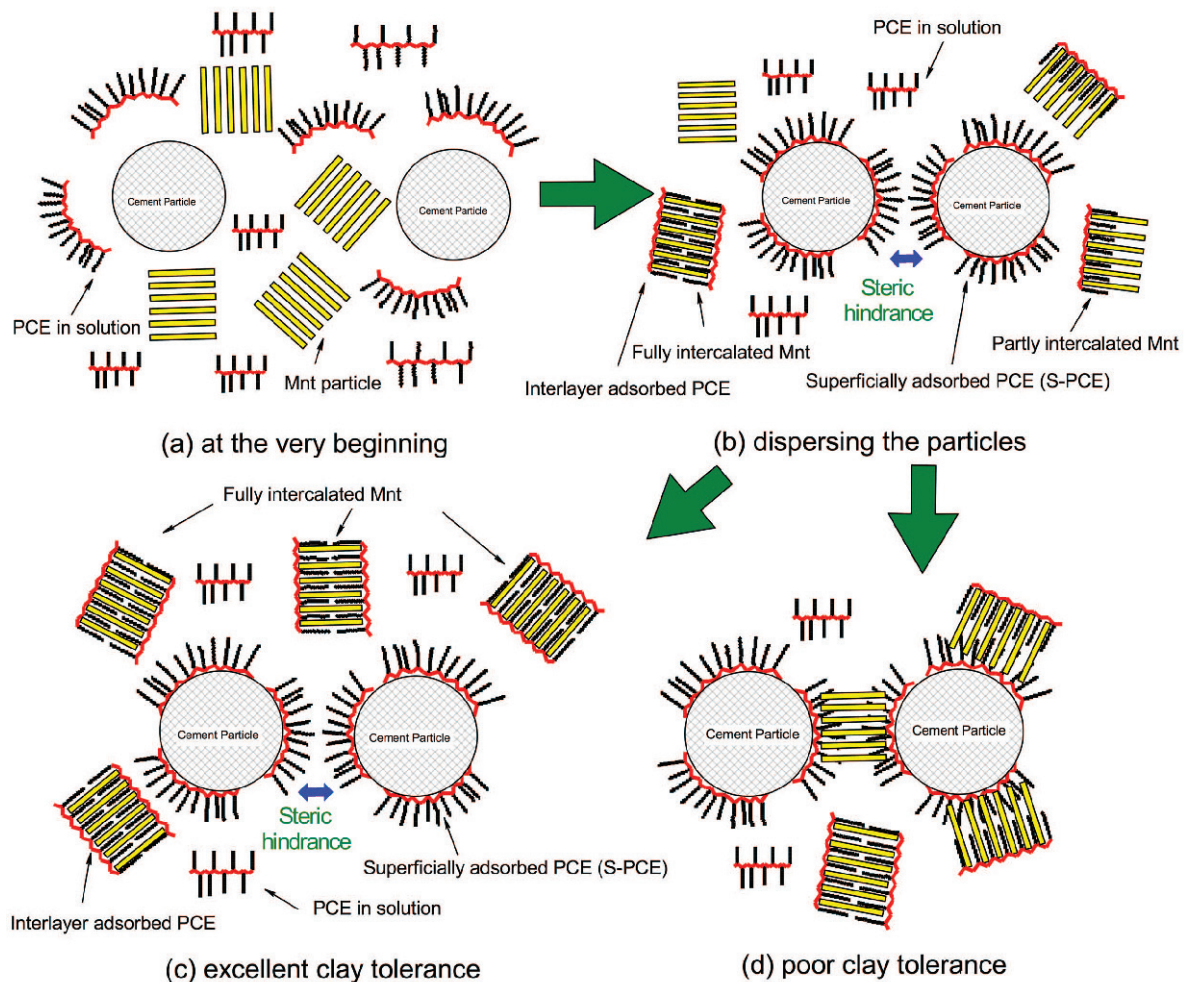 Cement Particle
Cement Particle
PCE in solution
Mnt particle
(a) at the very beginning
PCE in solution
Cement Particle
Cement Particle
Steric
hindrance
Fully intercalated Mnt
Partly intercalated Mnt
Interlayer adsorbed PCE
Superficially adsorbed PCE (S-PCE)
(b) dispersing the particles
Fully intercalated Mnt
Cement Particle
Cement Particle
Steric
hindrance
Superficially adsorbed PCE (S-PCE)
Interlayer adsorbed PCE
PCE in solution
(c) excellent clay tolerance
Cement Particle
Cement Particle
(d) poor clay tolerance